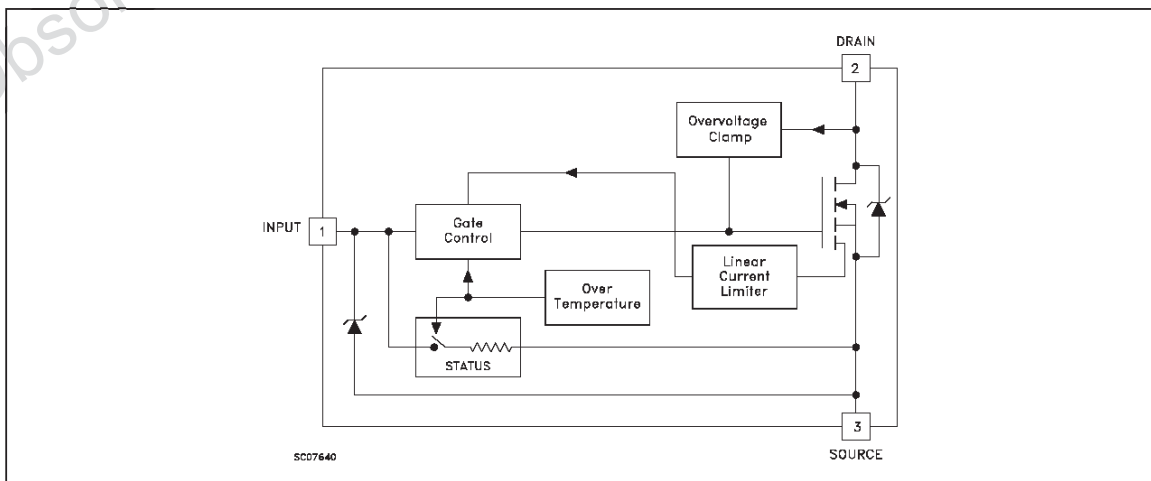 DRAIN
2
Overvoltage
Clamp
INPUT
1
Gate
Control
Linear
Current
Limiter
Over
Temperature
STATUS
3
SOURCE
SC07640